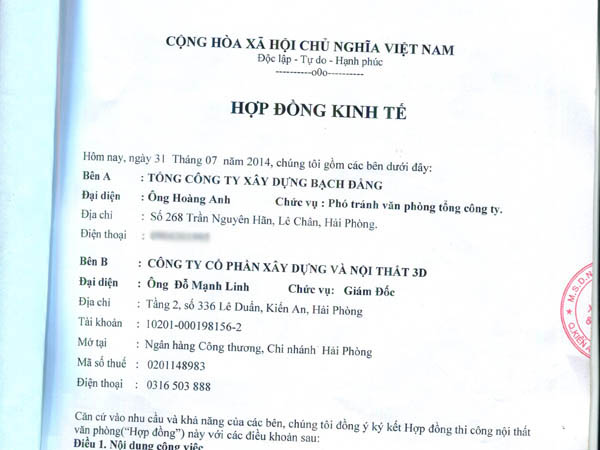 CỘNG HÒA XÃ HỘI CHỦ NGHĨA VIỆT NAM
Độc lập - Tự do - Hạnh phúc
-----------o0o-----------
HỢP ĐỒNG KINH TẾ
Hôm nay, ngày 31 Tháng 07 năm 2014, chúng tôi gồm các bên dưới đây:
Bên A : TỔNG CÔNG TY XÂY DỰNG BẠCH ĐẰNG
Đại diện : Ông Hoàng Anh Chức vụ : Phó tránh văn phòng tổng công ty.
Địa chỉ : Số 268 Trần Nguyên Hãn, Lê Chân, Hải Phòng.
Điện thoại :
Bên B : CÔNG TY CỔ PHẦN XÂY DỰNG VÀ NỘI THẤT 3D
Đại diện : Ông Đỗ Mạnh Linh Chức vụ: Giám Đốc
Địa chỉ : Tầng 2, số 336 Lê Duẩn, Kiến An, Hải Phòng
Tài khoản : 10201-000198156-2
Mở tại : Ngân hàng Công thương, Chi nhánh Hải Phòng
Mã số thuế : 0201148983
Điện thoại : 0316 503 888
Căn cứ vào nhu cầu và khả năng của các bên, chúng tôi đồng ý ký kết Hợp đồng thi công nội thất
văn phòng("Hợp đồng") này với các điều khoản sau:
Điều 1. Nội dung công việc
M.S.D.N
Q.KIẾN A